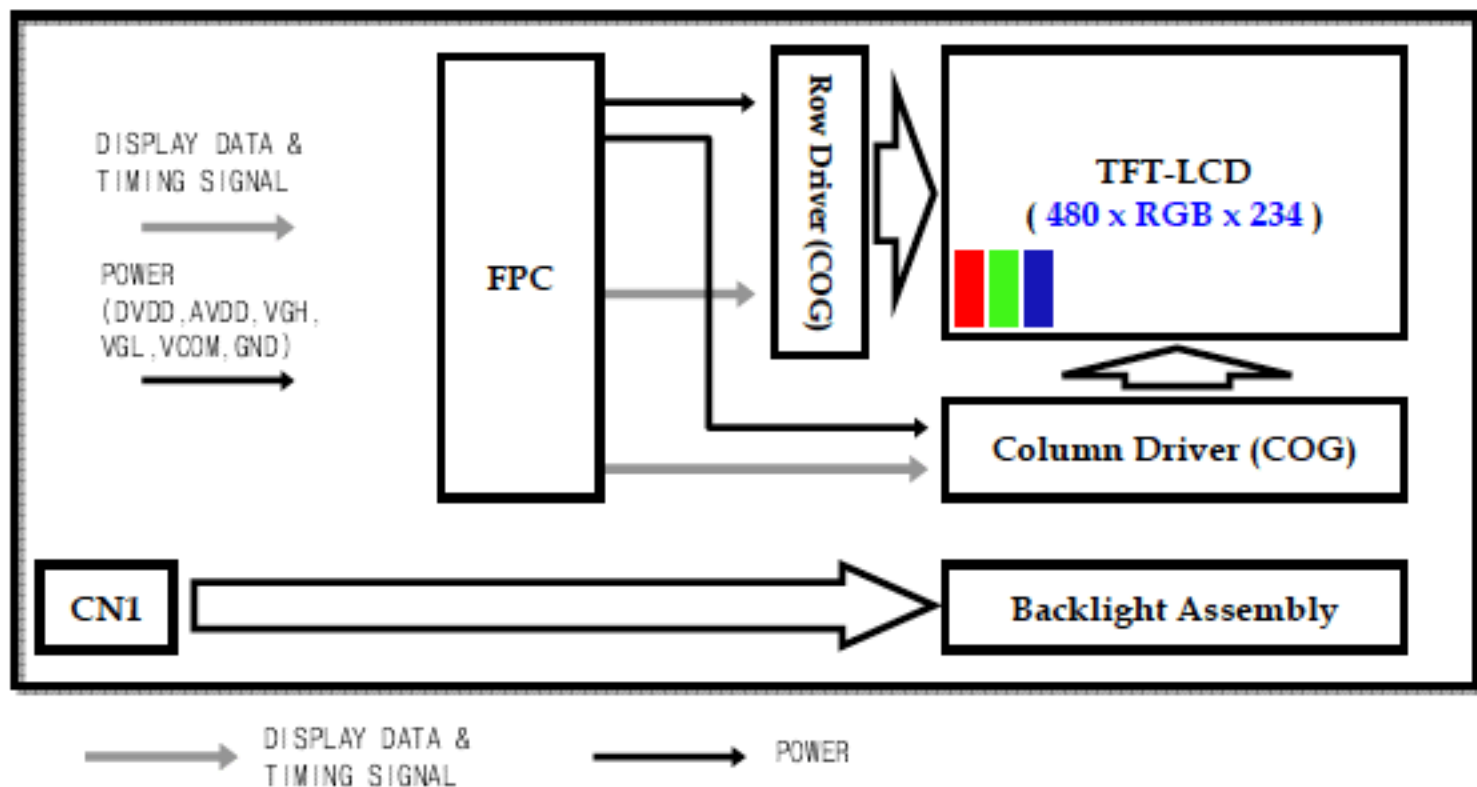 DISPLAY DATA &
TIMING SIGNAL
POWER
(DVDD,AVDD,VGH,
VGL,VCOM,GND)
FPC
Row Driver (COG)
TFT-LCD
( 480 x RGB x 234 )
Column Driver (COG)
CN1
Backlight Assembly
DISPLAY DATA &
TIMING SIGNAL
POWER